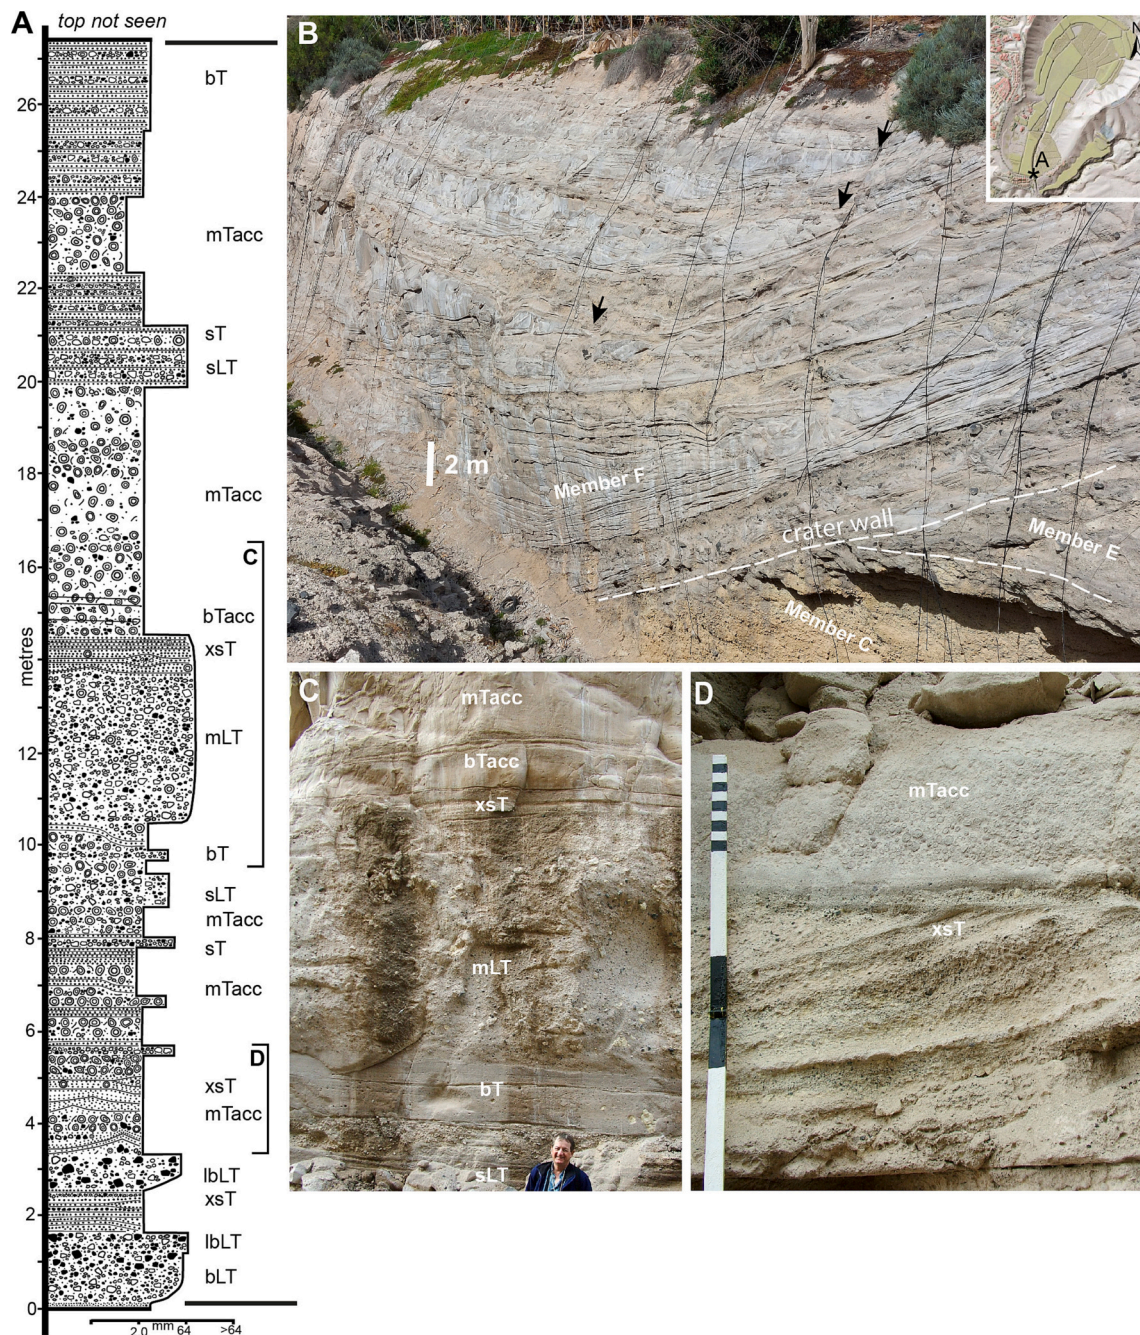 A
top not seen
bT
26
24
mTacc
22
sT
sLT
20
18
mTacc
C
16
bTacc
xsT
metres
mLT
12
10
bT
sLT
mTacc
8
sT
mTacc
6
D
xsT
mTacc
4
lbLT
xsT
2
lbLT
bLT
0
2.0 mm 64 >64
B
N
A
*
2 m
Member F
crater wall
Member E
Member C
C
mTacc
bTacc
xsT
mLT
bT
sLT
D
mTacc
xsT